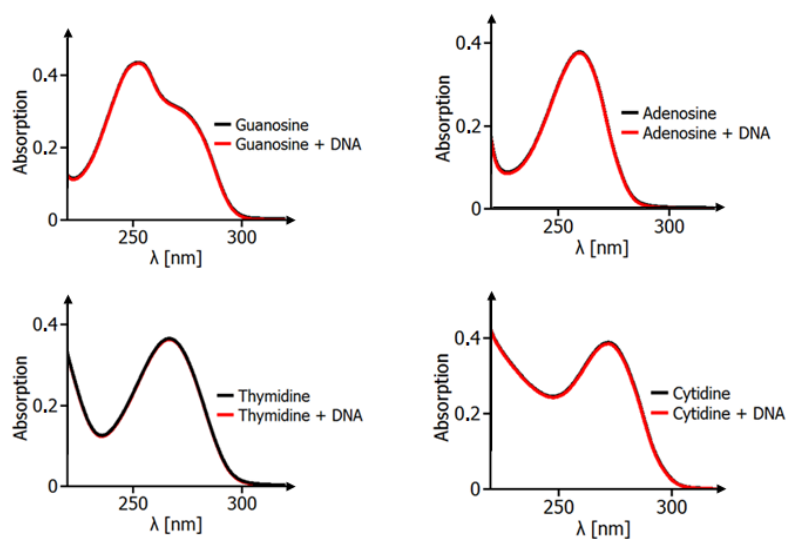 0.4
Absorption
Guanosine
Guanosine + DNA
0.2
0
250
300
λ [nm]
0.4
Absorption
Adenosine
Adenosine + DNA
0.2
0
250
300
λ [nm]
0.4
Absorption
Thymidine
Thymidine + DNA
0.2
0
250
300
λ [nm]
0.4
Absorption
Cytidine
Cytidine + DNA
0.2
0
250
300
λ [nm]